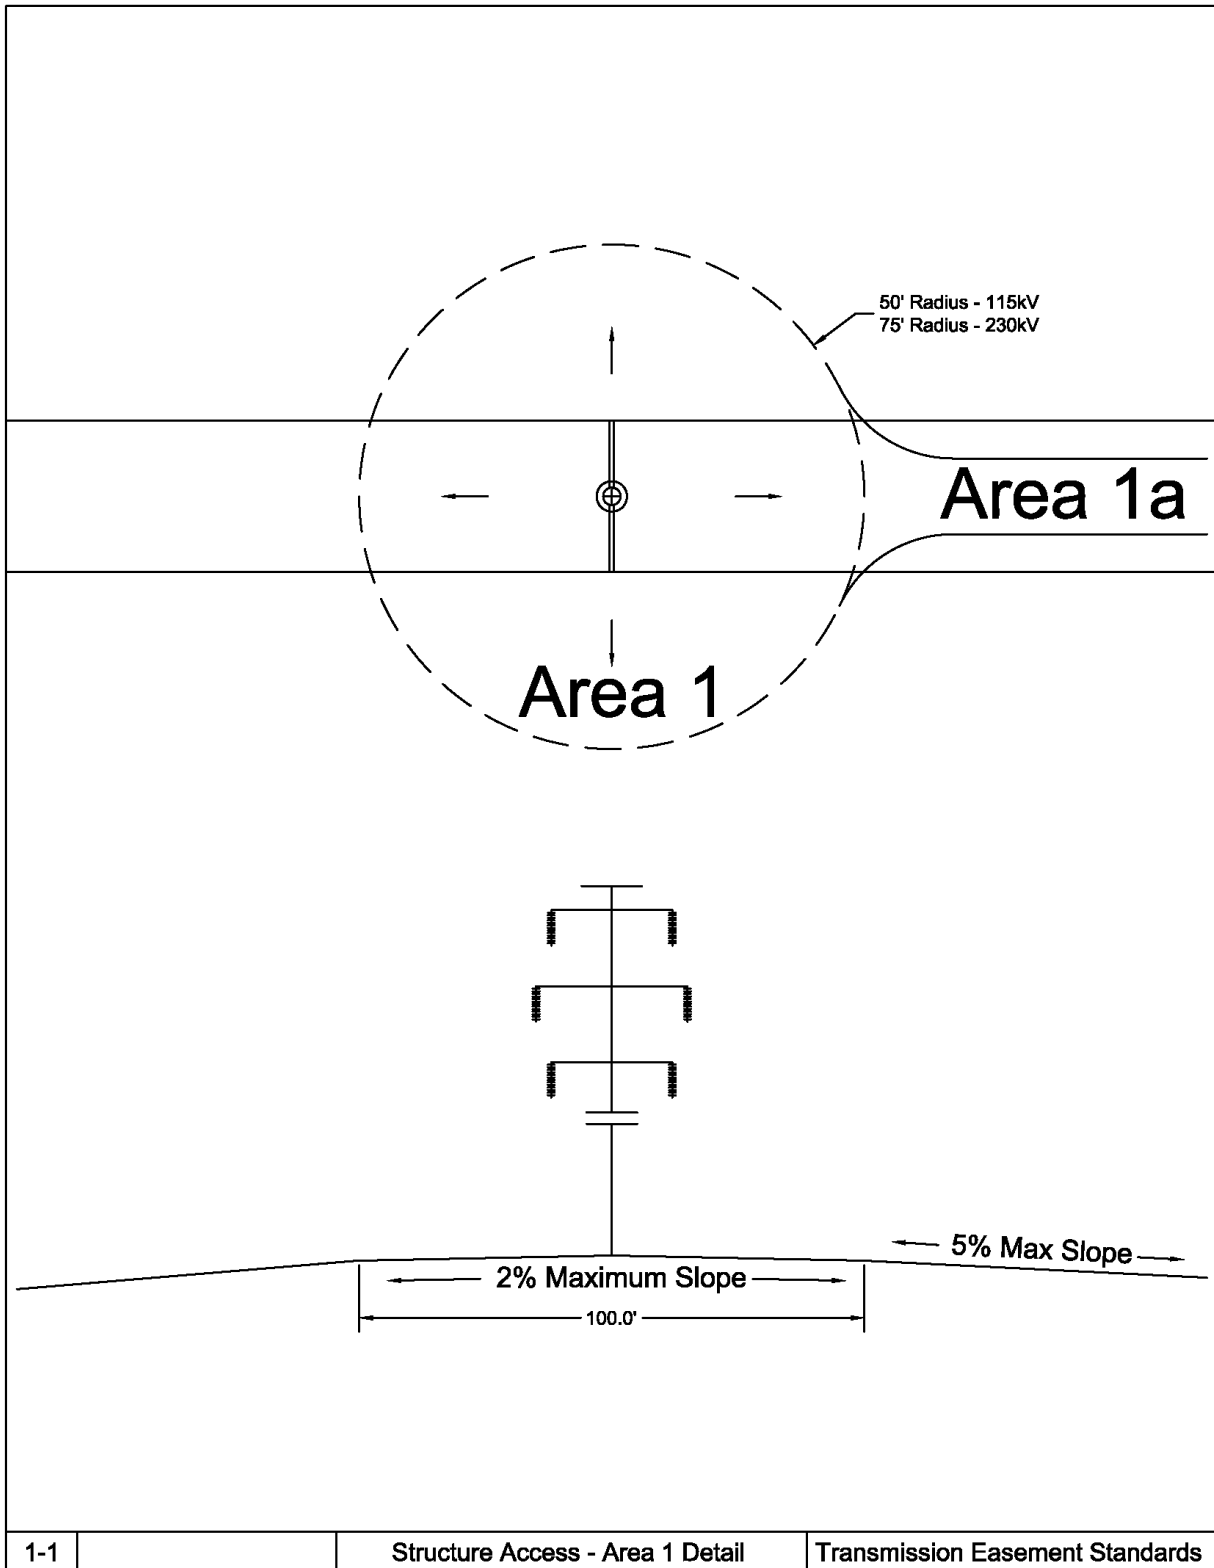 50' Radius - 115kV
75' Radius - 230kV
Area 1a
Area 1
5% Max Slope
2% Maximum Slope
100.0'
1-1 Structure Access - Area 1 Detail Transmission Easement Standards